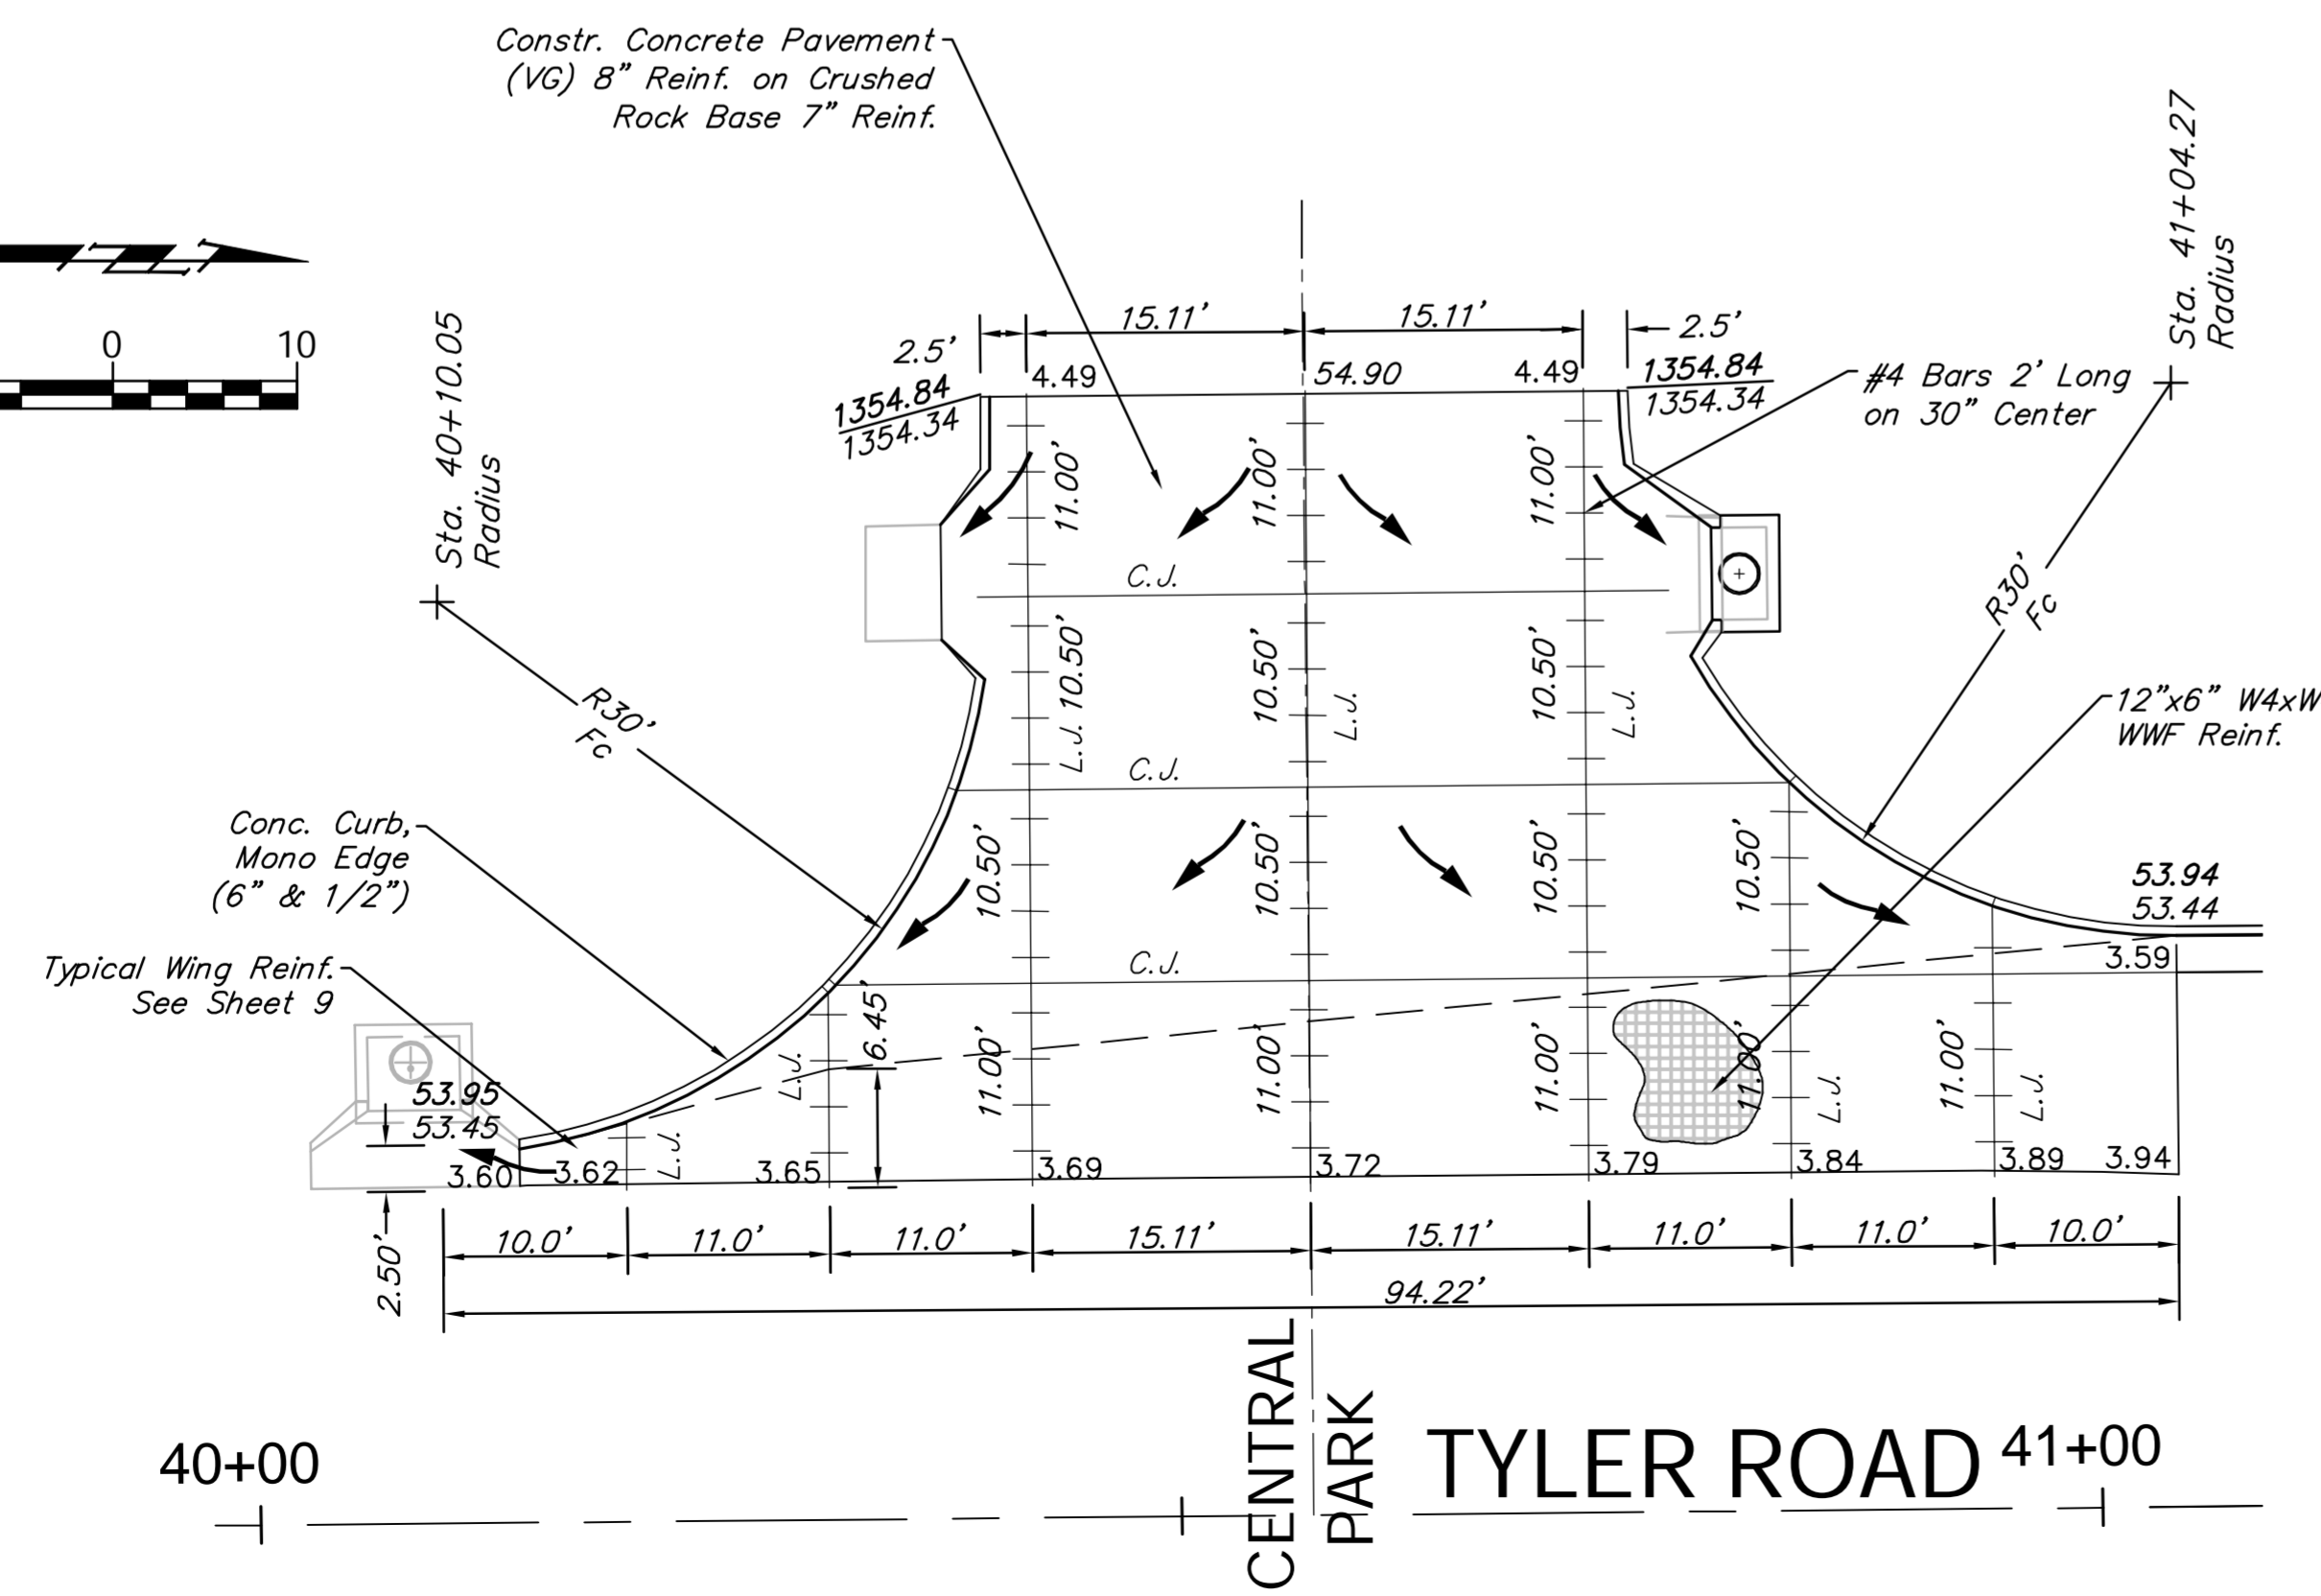 Constr. Concrete Pavement
(VG) 8" Reinf. on Crushed
Rock Base 7" Reinf.
Sta. 41+04.27
Radius
0
10
Sta. 40+10.05
Radius
2.5'
15.11'
15.11'
2.5'
4.49
54.90
4.49
1354.84
1354.34
1354.84
1354.34
#4 Bars 2' Long
on 30" Center
11.00'
11.00'
11.00'
C.J.
R30'
Fc
R30'
Fc
10.50'
10.50'
10.50'
L.J.
L.J.
L.J.
12"x6" W4xW
WWF Reinf.
C.J.
Conc. Curb,
Mono Edge
(6" & 1/2")
10.50'
10.50'
10.50'
10.50'
53.94
53.44
3.59
C.J.
Typical Wing Reinf.
See Sheet 9
6.45'
L.J.
11.00'
11.00'
11.00'
11.00'
11.00'
L.J.
L.J.
53.95
53.45
L.J.
3.60
3.62
3.65
3.69
3.72
3.79
3.84
3.89
3.94
2.50'
10.0'
11.0'
11.0'
15.11'
15.11'
11.0'
11.0'
10.0'
94.22'
CENTRAL
PARK
40+00
TYLER ROAD
41+00